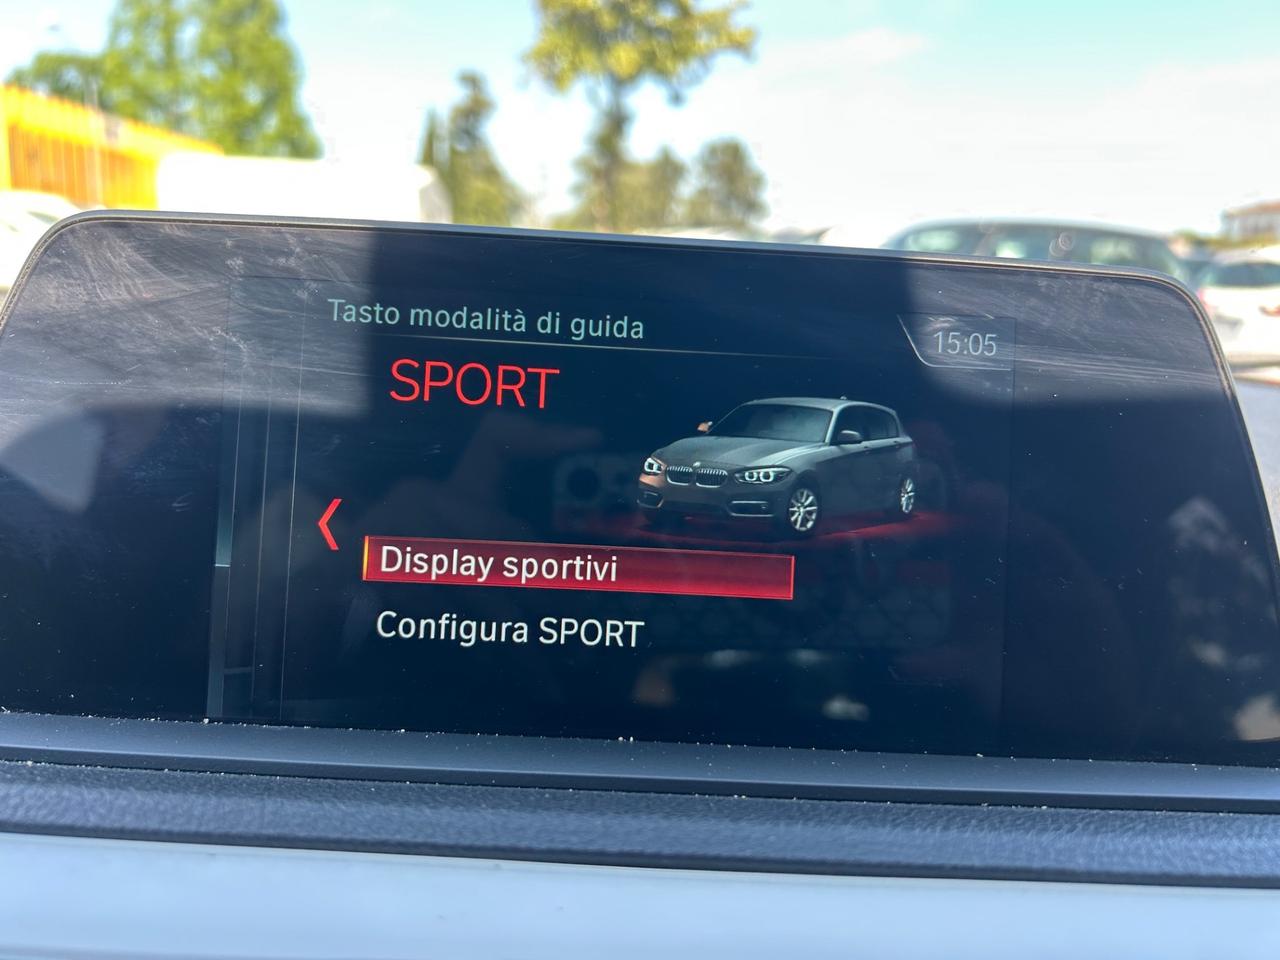 Tasto modalità di guida
15:05
SPORT
Display sportivi
Configura SPORT